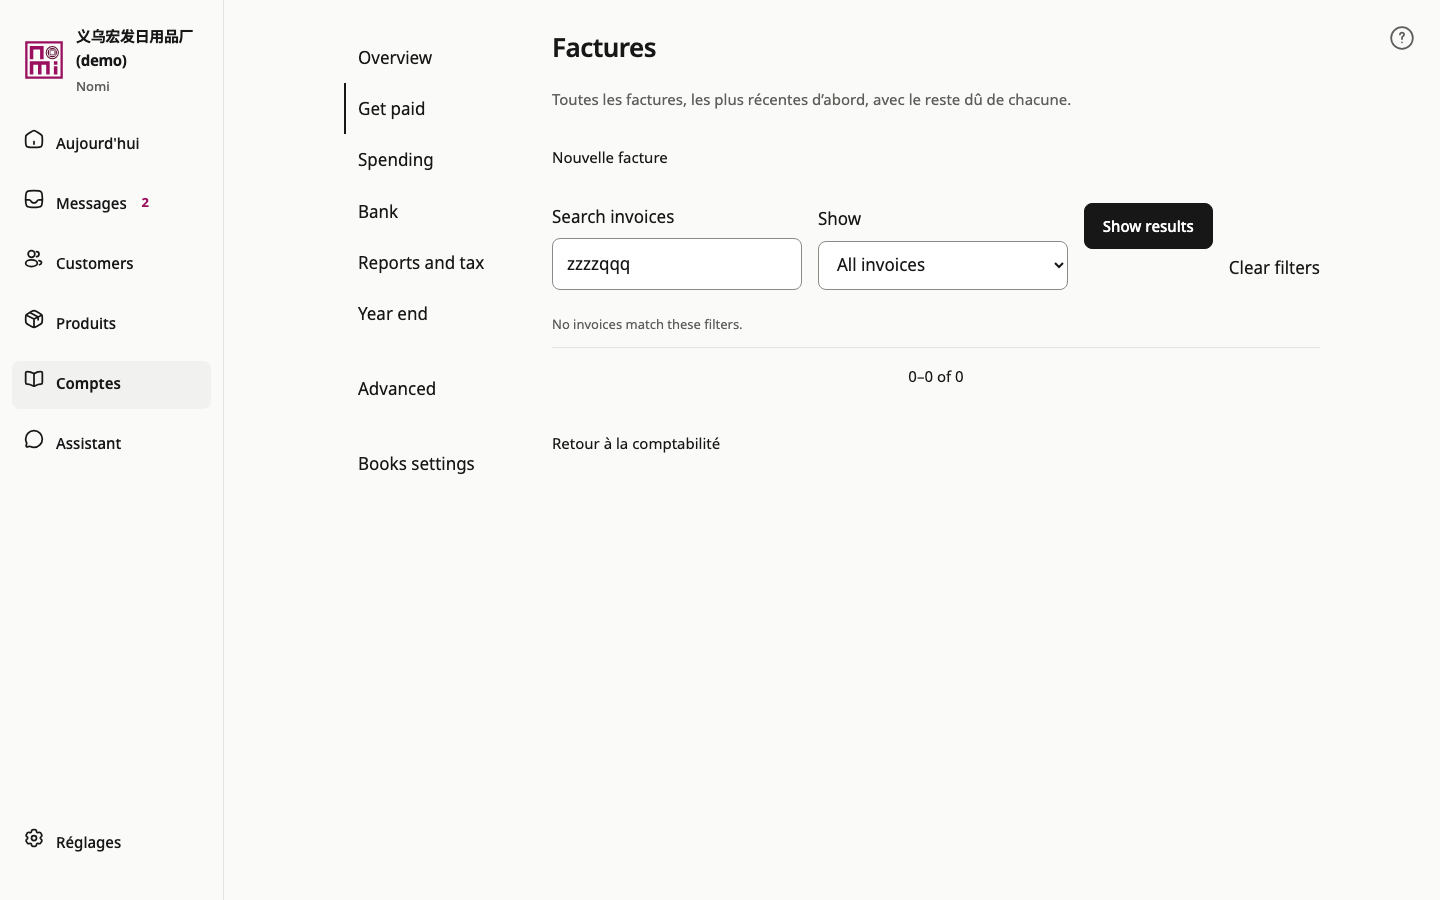 义乌宏发日用品厂
(demo)
Nomi
Aujourd'hui
Messages 2
Customers
Produits
Comptes
Assistant
Réglages
Overview
Get paid
Spending
Bank
Reports and tax
Year end
Advanced
Books settings
Factures
Toutes les factures, les plus récentes d’abord, avec le reste dû de chacune.
Nouvelle facture
Search invoices
zzzzqqq
Show
All invoices
Show results
Clear filters
No invoices match these filters.
0–0 of 0
Retour à la comptabilité